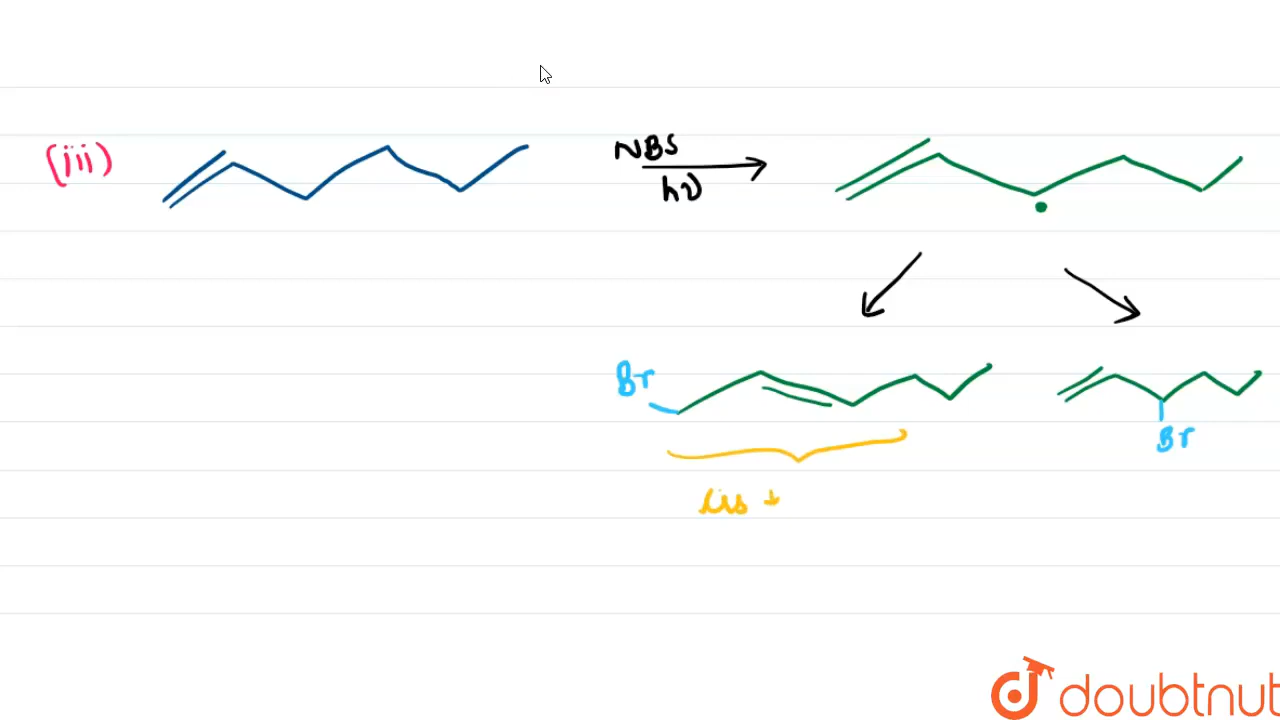 (iii)
NBS
hν
Br
Br
Cis +
doubtnut